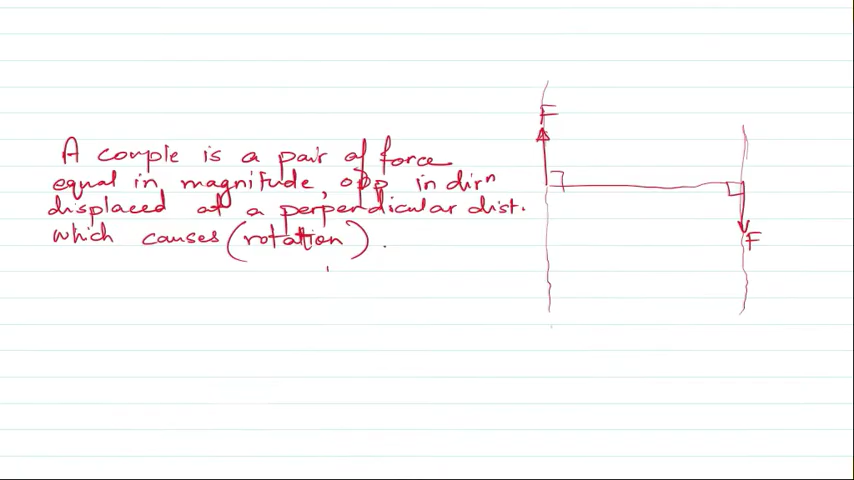 A couple is a pair of force
equal in magnitude, opp in dirn
displaced at a perpendicular dist.
which causes (rotation).
F
F